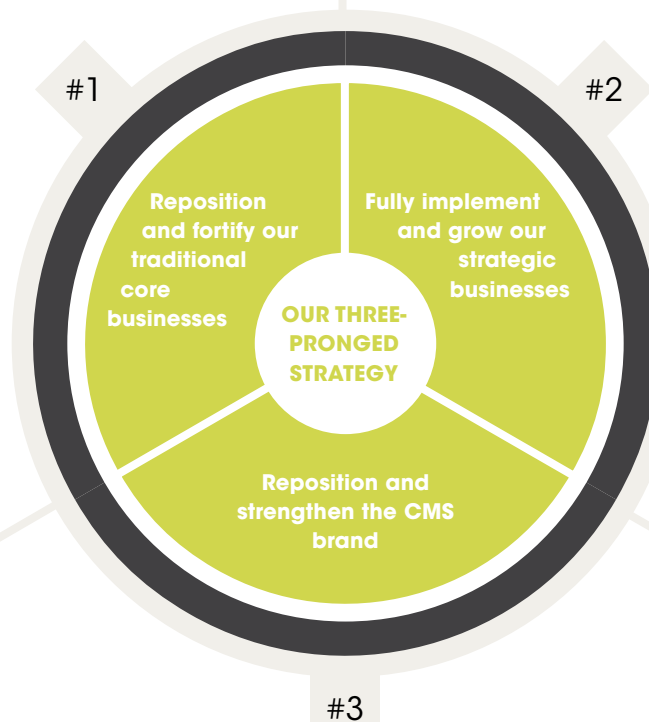 #1
Reposition
and fortify our
traditional
core
businesses
#2
Fully implement
and grow our
strategic
businesses
OUR THREE-
PRONGED
STRATEGY
Reposition and
strengthen the CMS
brand
#3